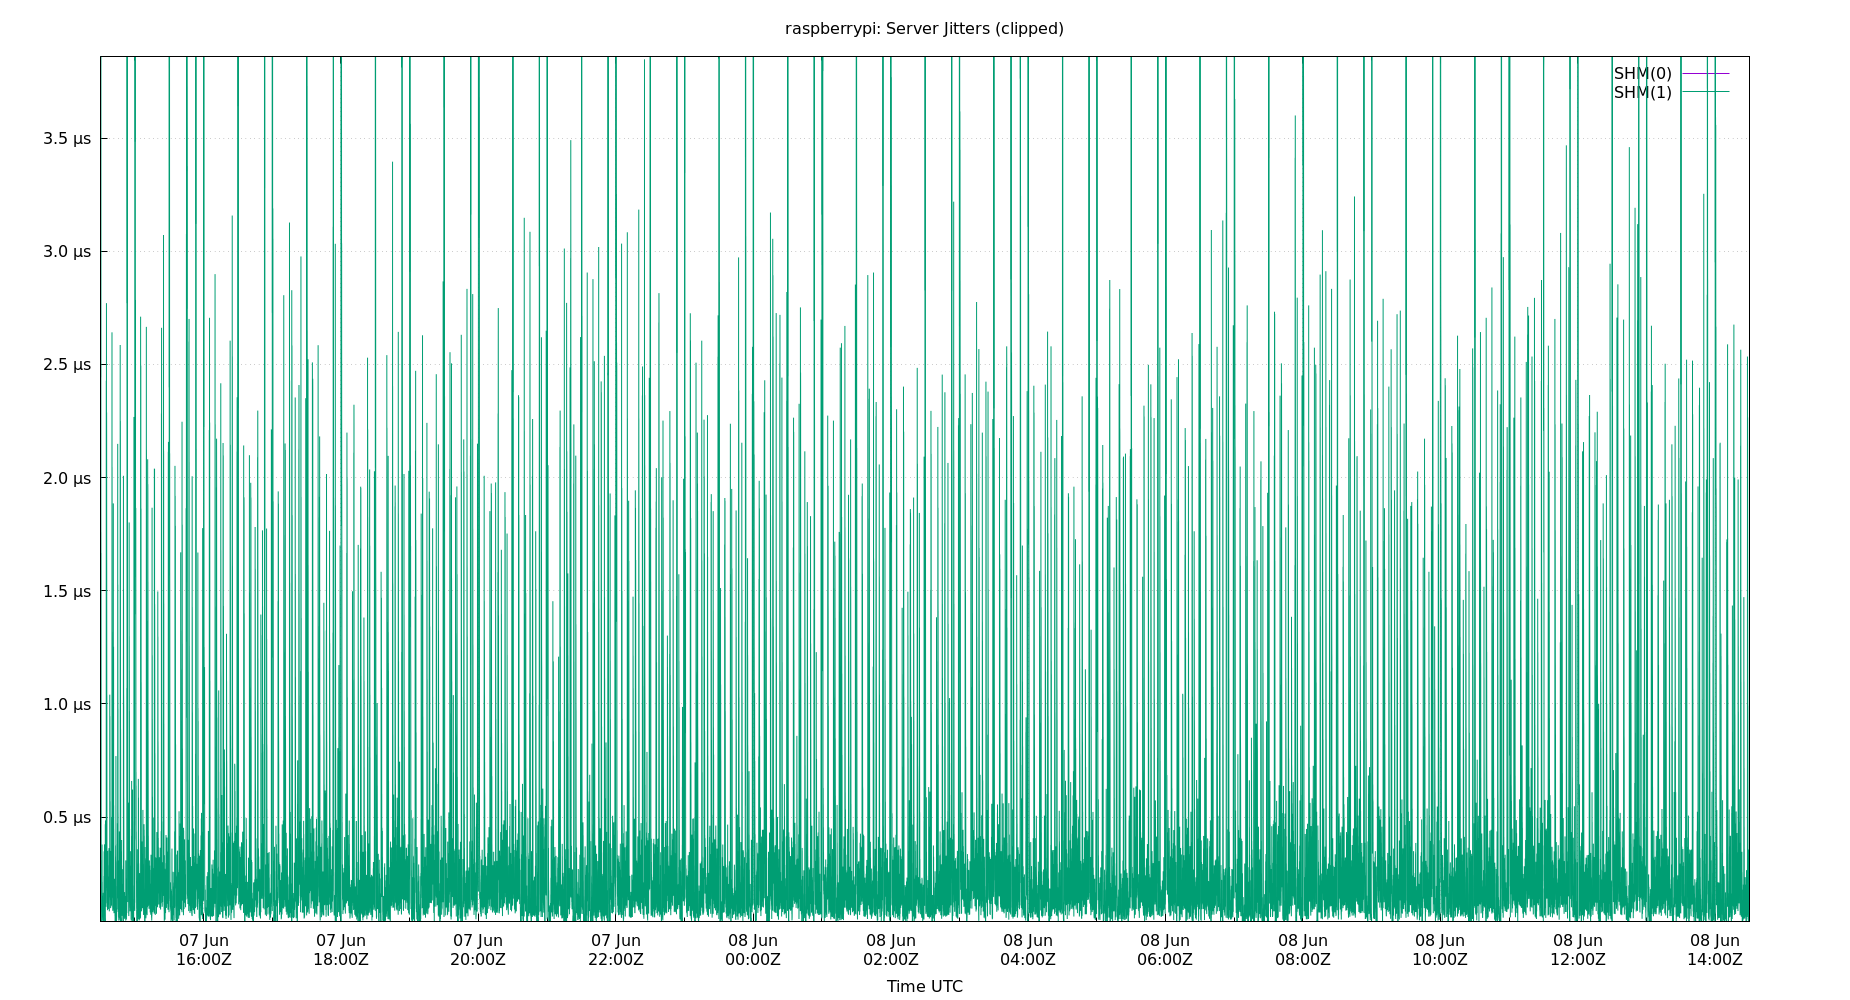 raspberrypi: Server Jitters (clipped)
SHM(0)
SHM(1)
3.5 µs
3.0 µs
2.5 µs
2.0 µs
1.5 µs
1.0 µs
0.5 µs
07 Jun 07 Jun 07 Jun 07 Jun 08 Jun 08 Jun 08 Jun 08 Jun 08 Jun 08 Jun 08 Jun 08 Jun
16:00Z 18:00Z 20:00Z 22:00Z 00:00Z 02:00Z 04:00Z 06:00Z 08:00Z 10:00Z 12:00Z 14:00Z
Time UTC